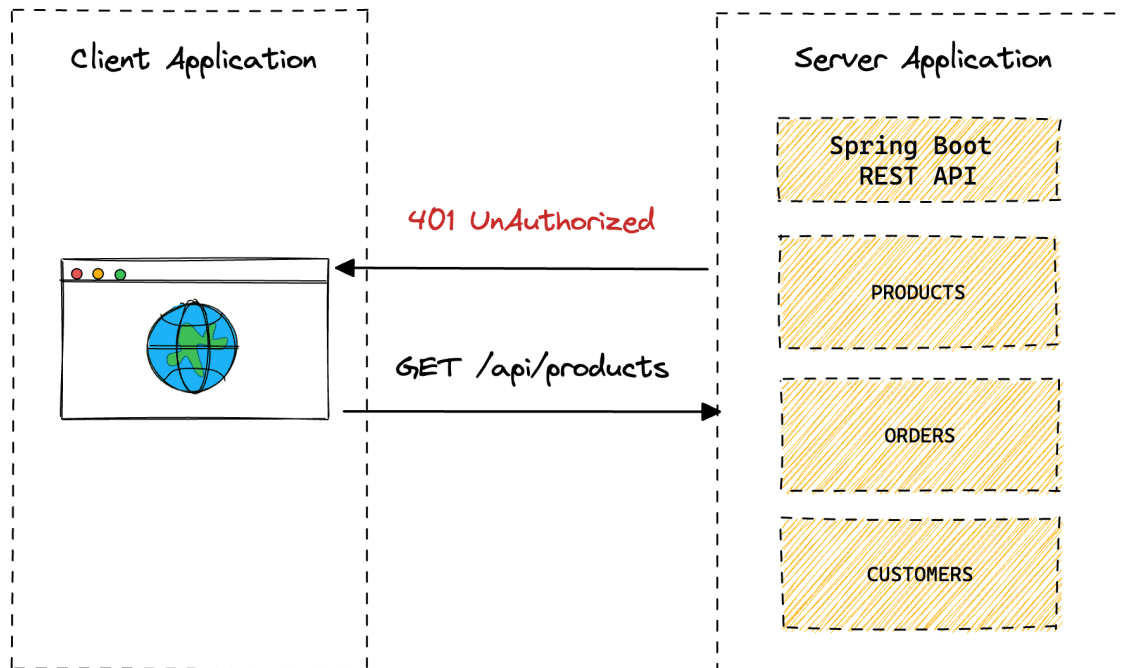 Client Application
Server Application
Spring Boot
REST API
401 UnAuthorized
PRODUCTS
GET /api/products
ORDERS
CUSTOMERS